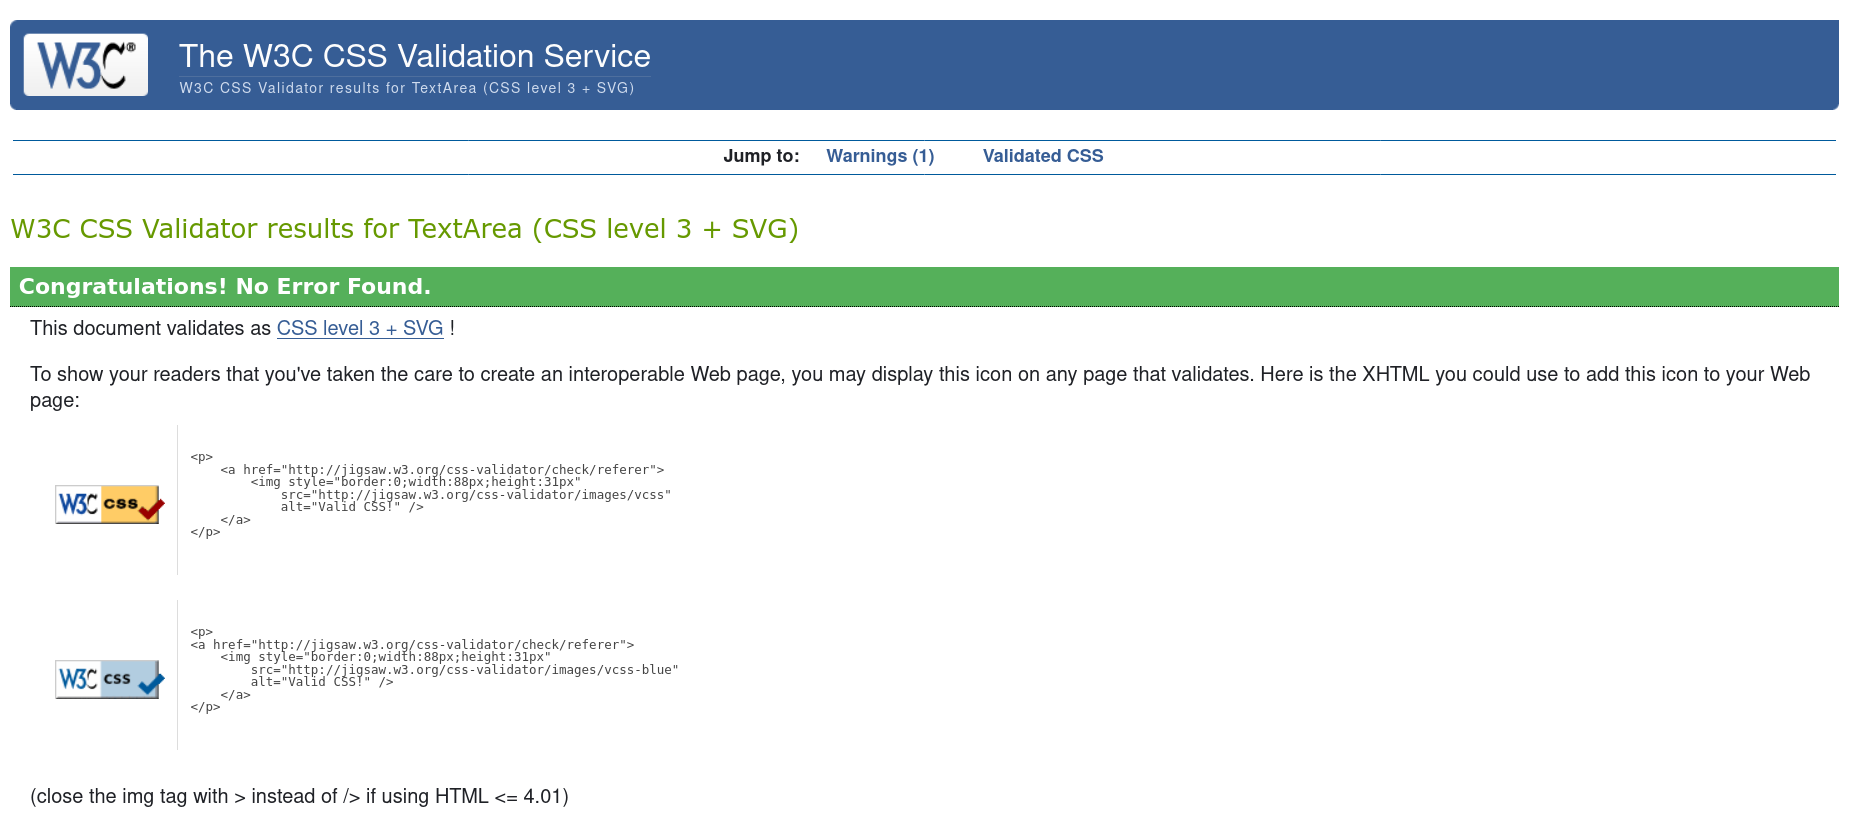 W3C®
The W3C CSS Validation Service
W3C CSS Validator results for TextArea (CSS level 3 + SVG)
Jump to: Warnings (1) Validated CSS
W3C CSS Validator results for TextArea (CSS level 3 + SVG)
Congratulations! No Error Found.
This document validates as CSS level 3 + SVG !
To show your readers that you've taken the care to create an interoperable Web page, you may display this icon on any page that validates. Here is the XHTML you could use to add this icon to your Web
page:
W3C css
<p>
    <a href="http://jigsaw.w3.org/css-validator/check/referer">
        <img style="border:0;width:88px;height:31px"
            src="http://jigsaw.w3.org/css-validator/images/vcss"
            alt="Valid CSS!" />
    </a>
</p>
W3C css
<p>
<a href="http://jigsaw.w3.org/css-validator/check/referer">
    <img style="border:0;width:88px;height:31px"
        src="http://jigsaw.w3.org/css-validator/images/vcss-blue"
        alt="Valid CSS!" />
    </a>
</p>
(close the img tag with > instead of /> if using HTML <= 4.01)